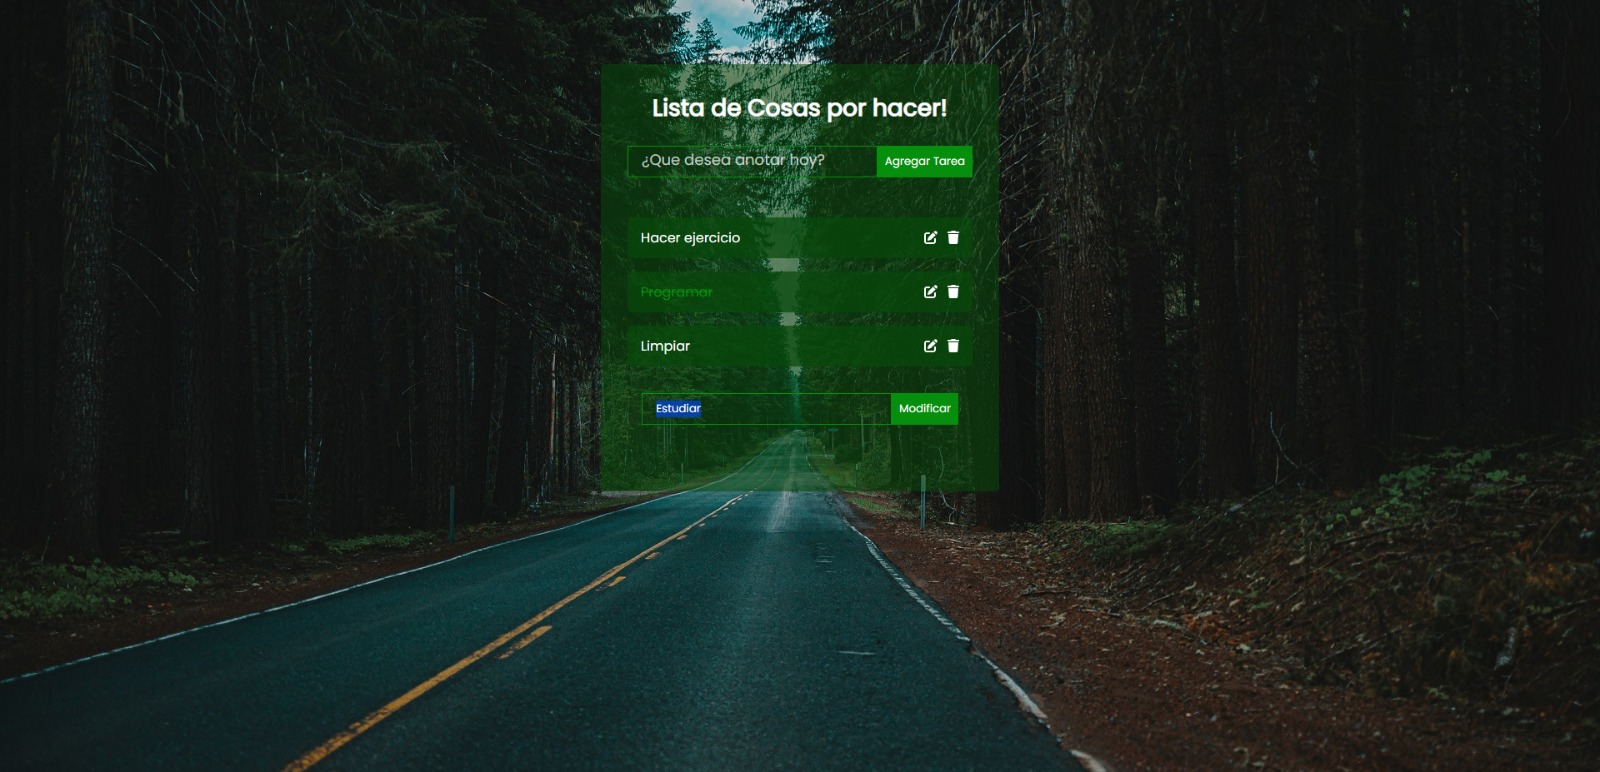 Lista de Cosas por hacer!
¿Que desea anotar hoy? Agregar Tarea
Hacer ejercicio
Programar
Limpiar
Estudiar Modificar